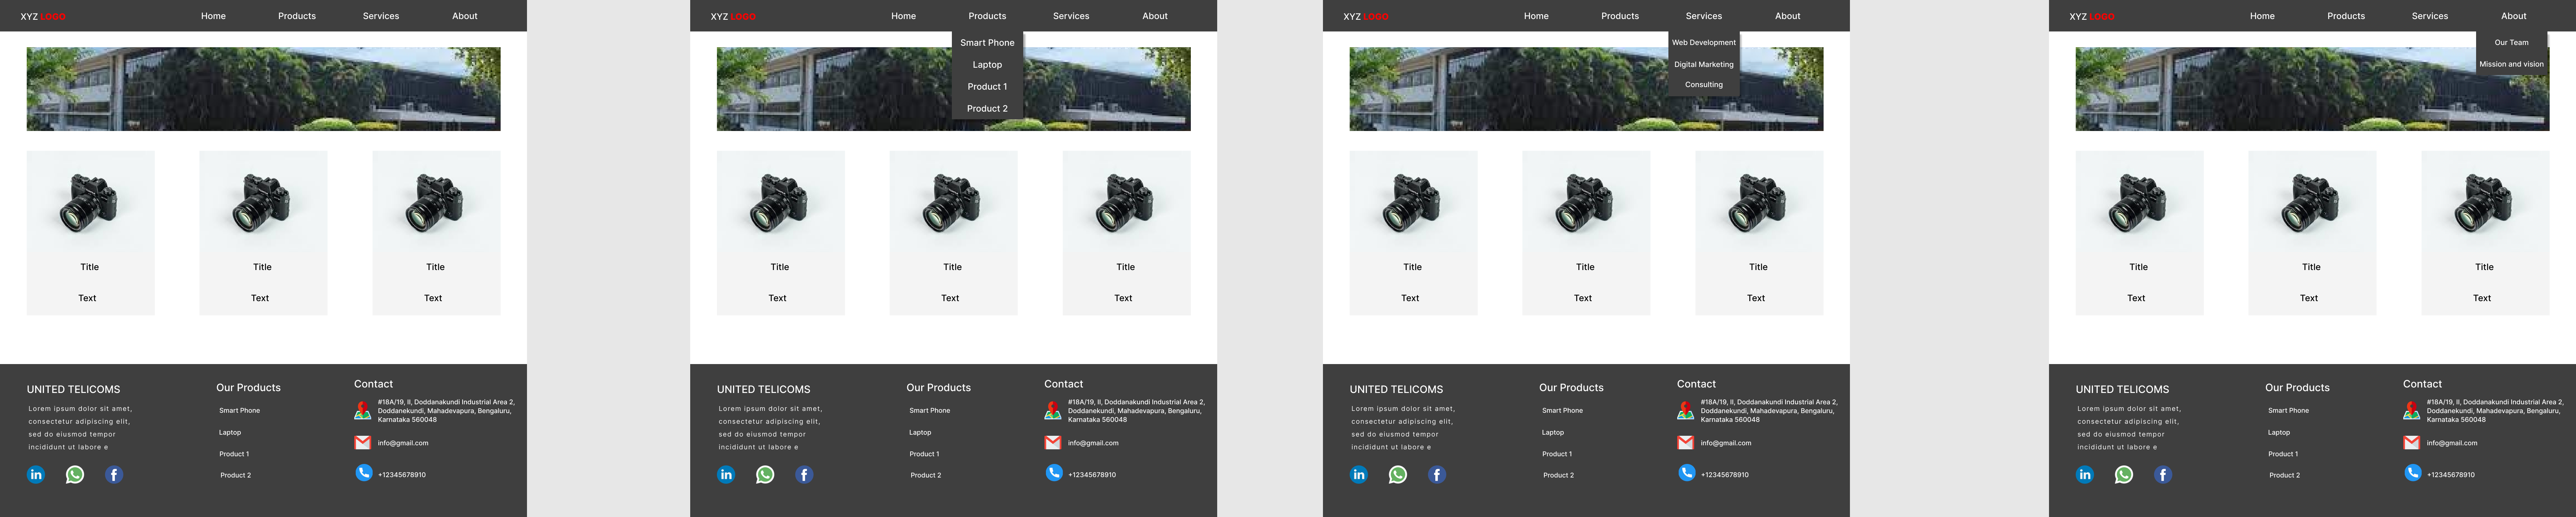 XYZ LOGO
Home
Products
Services
About
Title
Text
Title
Text
Title
Text
UNITED TELICOMS
Lorem ipsum dolor sit amet,
consectetur adipiscing elit,
sed do eiusmod tempor
incididunt ut labore e
Our Products
Smart Phone
Laptop
Product 1
Product 2
Contact
#18A/19, II, Doddanakundi Industrial Area 2,
Doddanekundi, Mahadevapura, Bengaluru,
Karnataka 560048
info@gmail.com
+12345678910
XYZ LOGO
Home
Products
Services
About
Smart Phone
Laptop
Product 1
Product 2
Title
Text
Title
Text
Title
Text
UNITED TELICOMS
Lorem ipsum dolor sit amet,
consectetur adipiscing elit,
sed do eiusmod tempor
incididunt ut labore e
Our Products
Smart Phone
Laptop
Product 1
Product 2
Contact
#18A/19, II, Doddanakundi Industrial Area 2,
Doddanekundi, Mahadevapura, Bengaluru,
Karnataka 560048
info@gmail.com
+12345678910
XYZ LOGO
Home
Products
Services
About
Web Development
Digital Marketing
Consulting
Title
Text
Title
Text
Title
Text
UNITED TELICOMS
Lorem ipsum dolor sit amet,
consectetur adipiscing elit,
sed do eiusmod tempor
incididunt ut labore e
Our Products
Smart Phone
Laptop
Product 1
Product 2
Contact
#18A/19, II, Doddanakundi Industrial Area 2,
Doddanekundi, Mahadevapura, Bengaluru,
Karnataka 560048
info@gmail.com
+12345678910
XYZ LOGO
Home
Products
Services
About
Our Team
Mission and vision
Title
Text
Title
Text
Title
Text
UNITED TELICOMS
Lorem ipsum dolor sit amet,
consectetur adipiscing elit,
sed do eiusmod tempor
incididunt ut labore e
Our Products
Smart Phone
Laptop
Product 1
Product 2
Contact
#18A/19, II, Doddanakundi Industrial Area 2,
Doddanekundi, Mahadevapura, Bengaluru,
Karnataka 560048
info@gmail.com
+12345678910